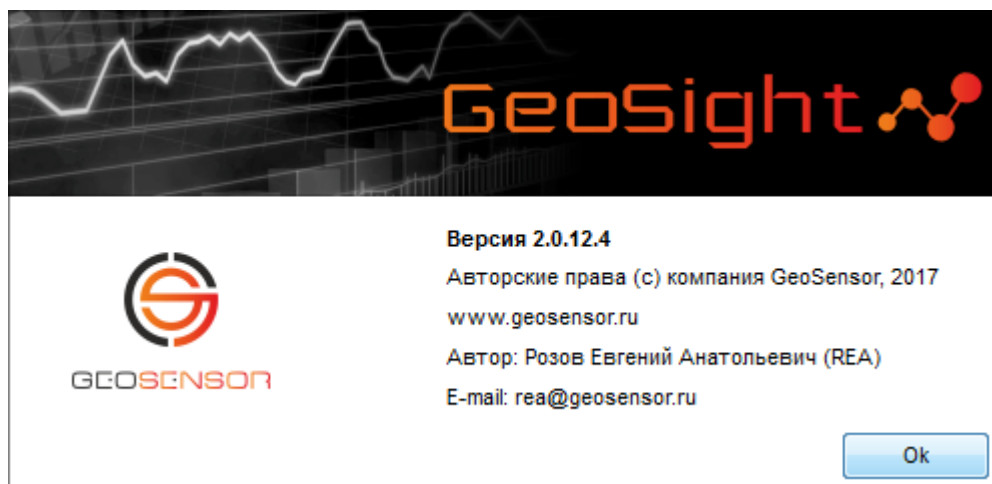 GeoSight
Версия 2.0.12.4
Авторские права (c) компания GeoSensor, 2017
www.geosensor.ru
Автор: Розов Евгений Анатольевич (REA)
GEOSENSOR
E-mail: rea@geosensor.ru
Ok